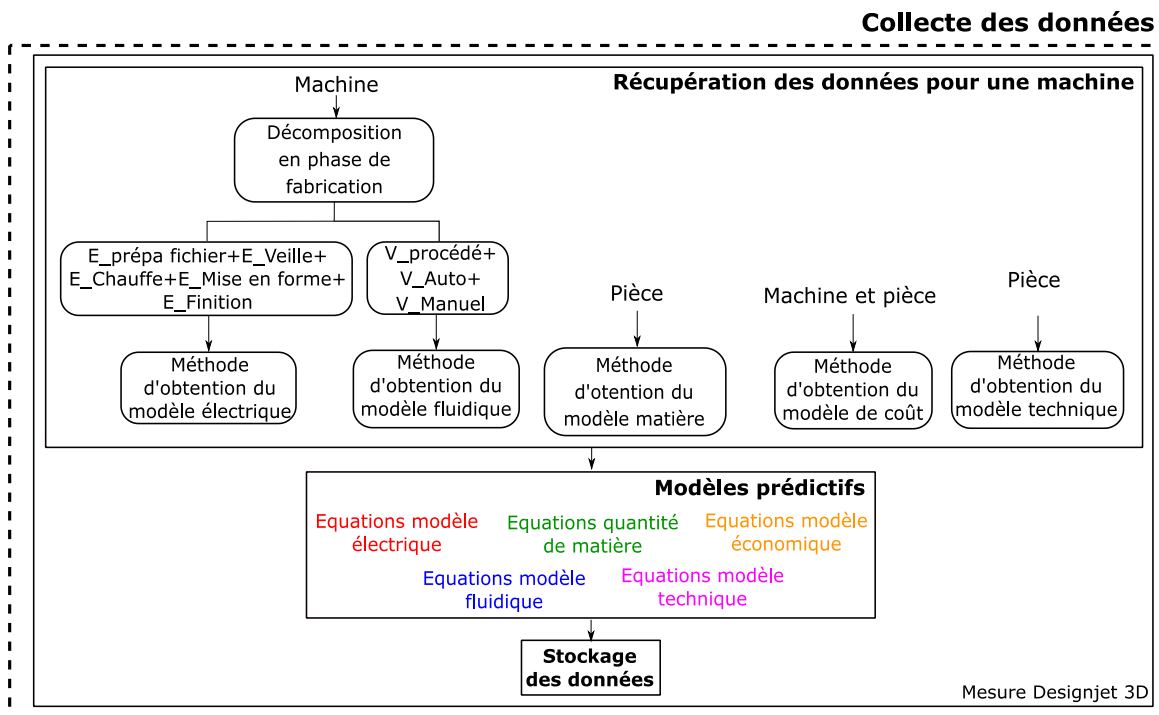 Collecte des données
Récupération des données pour une machine
Machine
Décomposition
en phase de
fabrication
E_prépa fichier+E_Veille+
E_Chauffe+E_Mise en forme+
E_Finition
V_procédé+
V_Auto+
V_Manuel
Pièce
Machine et pièce
Pièce
Méthode
d'obtention du
modèle électrique
Méthode
d'obtention du
modèle fluidique
Méthode
d'otention du
modèle matière
Méthode
d'obtention du
modèle de coût
Méthode
d'obtention du
modèle technique
Modèles prédictifs
Equations modèle
électrique
Equations quantité
de matière
Equations modèle
économique
Equations modèle
fluidique
Equations modèle
technique
Stockage
des données
Mesure Designjet 3D